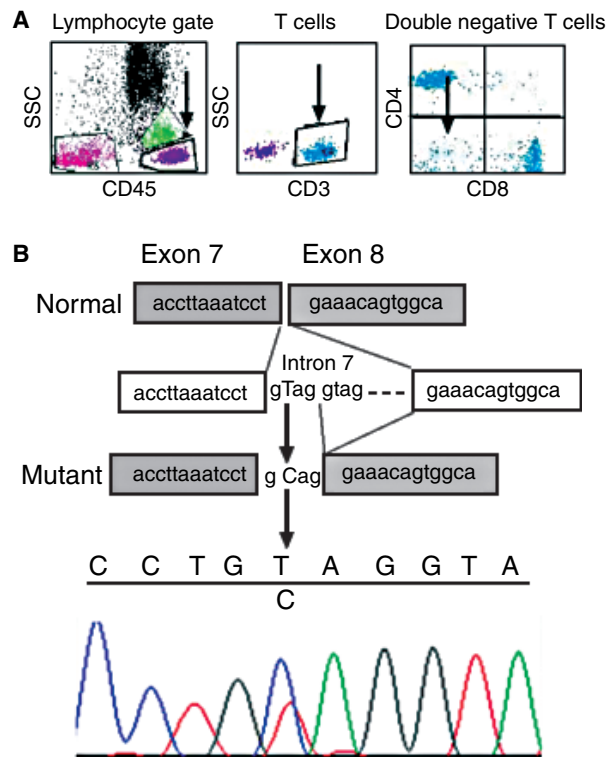 A
Lymphocyte gate
T cells
Double negative T cells
SSC
CD45
SSC
CD3
CD4
CD8
B
Exon 7
Exon 8
Normal
accttaaatcct
gaaacagtggca
Intron 7
accttaaatcct
gTag gtag
gaaacagtggca
Mutant
accttaaatcct
g Cag
gaaacagtggca
C C T G T A G G T A
C